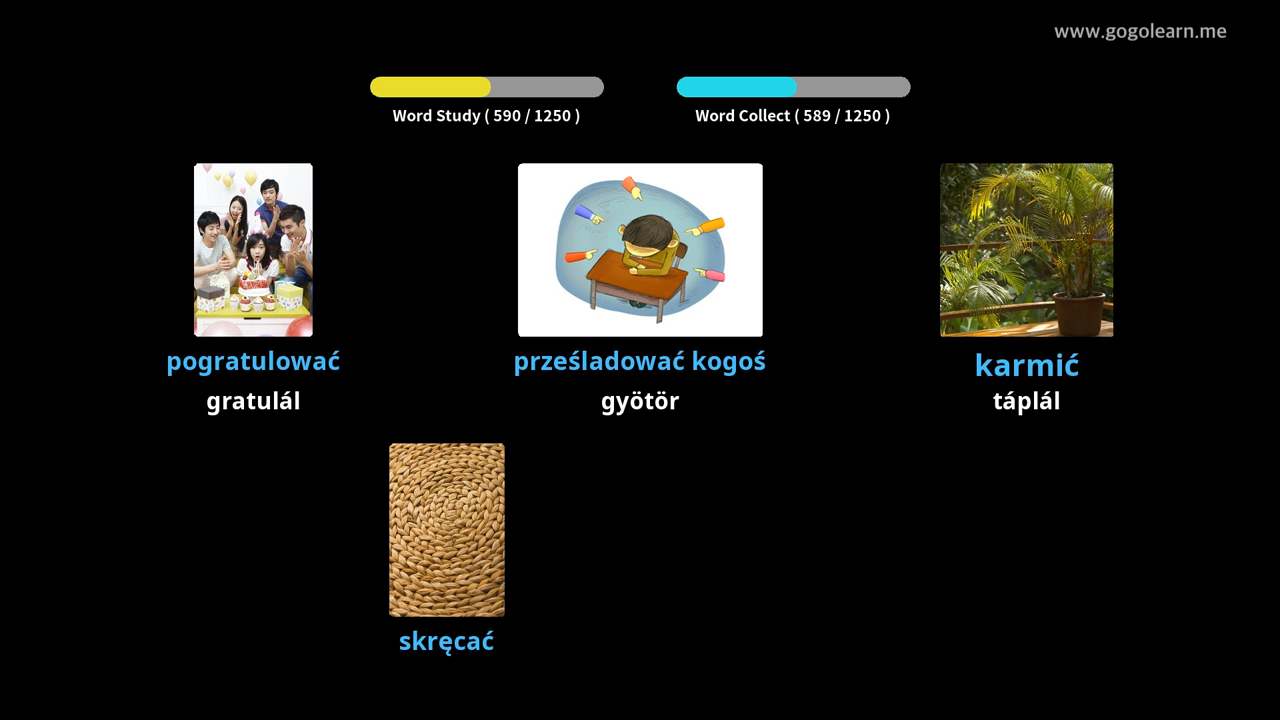 www.gogolearn.me
Word Study ( 590 / 1250 )
Word Collect ( 589 / 1250 )
pogratulować
gratulál
prześladować kogoś
gyötör
karmić
táplál
skręcać